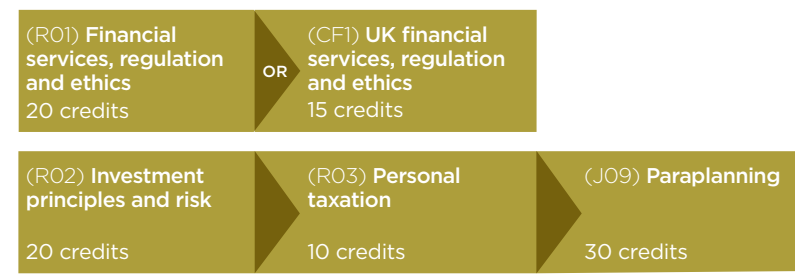 (R01) Financial
services, regulation
and ethics
20 credits
OR
(CF1) UK financial
services, regulation
and ethics
15 credits
(R02) Investment
principles and risk
20 credits
(R03) Personal
taxation
10 credits
(J09) Paraplanning
30 credits